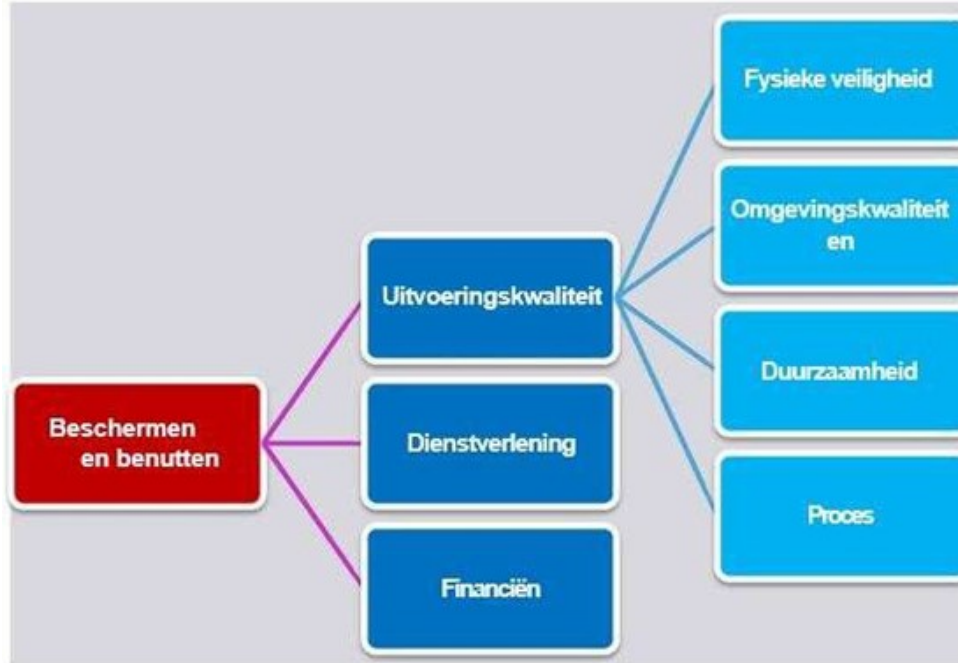 Beschermen
en benutten
Uitvoeringskwaliteit
Dienstverlening
Financiën
Fysieke veiligheid
Omgevingskwaliteit
en
Duurzaamheid
Proces